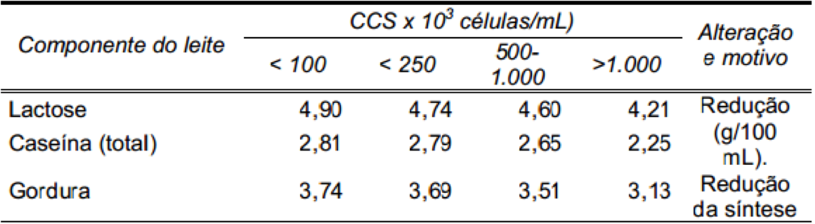 Componente do leite
CCS x 10³ células/mL)
Alteração
e motivo
< 100
< 250
500-
1.000
>1.000
Lactose 4,90 4,74 4,60 4,21 Redução
(g/100
Caseína (total) 2,81 2,79 2,65 2,25 mL).
Gordura 3,74 3,69 3,51 3,13 Redução
da síntese